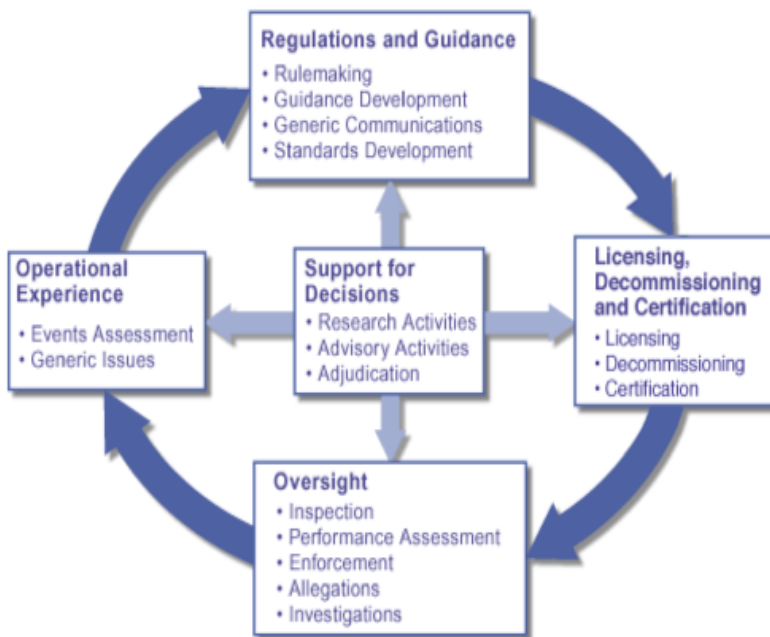 Regulations and Guidance
• Rulemaking
• Guidance Development
• Generic Communications
• Standards Development
Operational
Experience
• Events Assessment
• Generic Issues
Support for
Decisions
• Research Activities
• Advisory Activities
• Adjudication
Licensing,
Decommissioning
and Certification
• Licensing
• Decommissioning
• Certification
Oversight
• Inspection
• Performance Assessment
• Enforcement
• Allegations
• Investigations